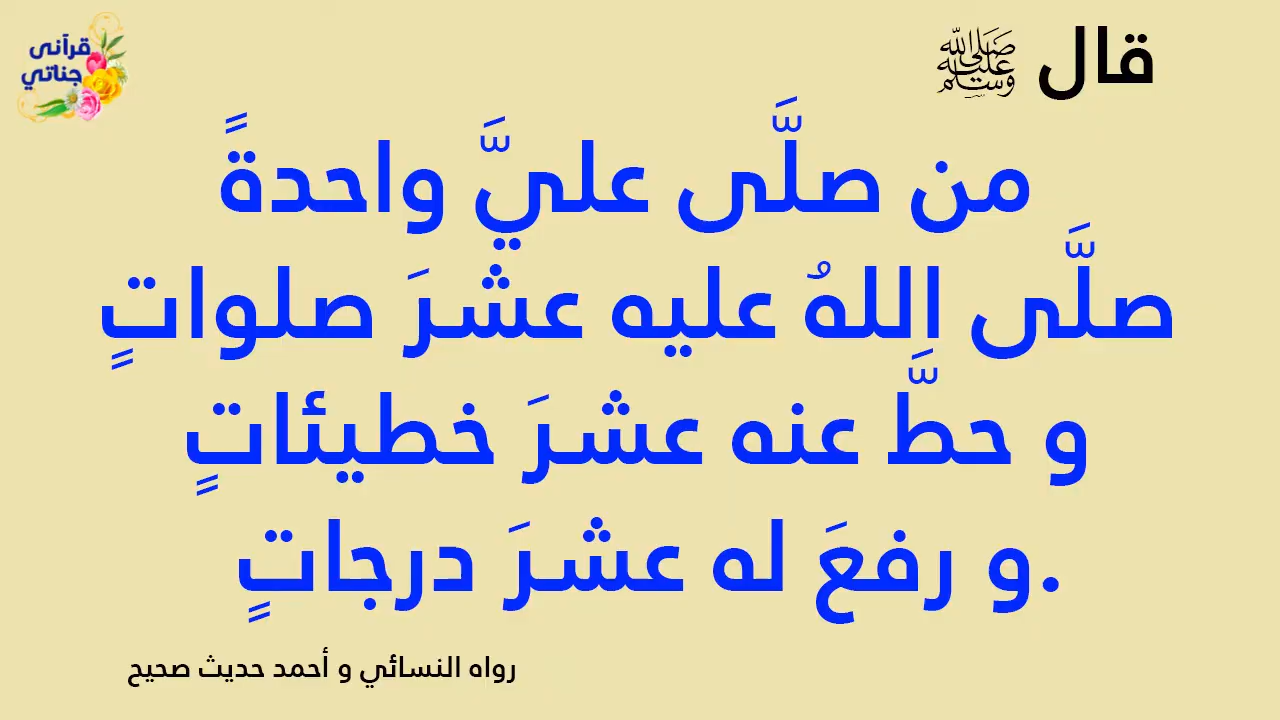 قرآنى
جناتي
قال ﷺ
من صلَّى عليَّ واحدةً
صلَّى اللهُ عليه عشرَ صلواتٍ
و حطَّ عنه عشرَ خطيئاتٍ
.و رفعَ له عشرَ درجاتٍ
رواه النسائي و أحمد حديث صحيح